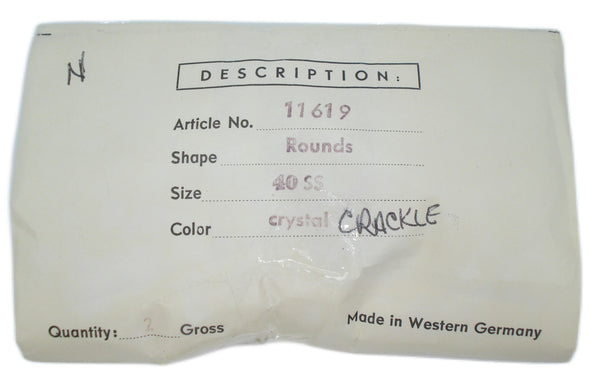 N
DESCRIPTION:
Article No. 11619
Shape Rounds
Size 40 SS
Color crystal CRACKLE
Quantity: 2 Gross
Made in Western Germany